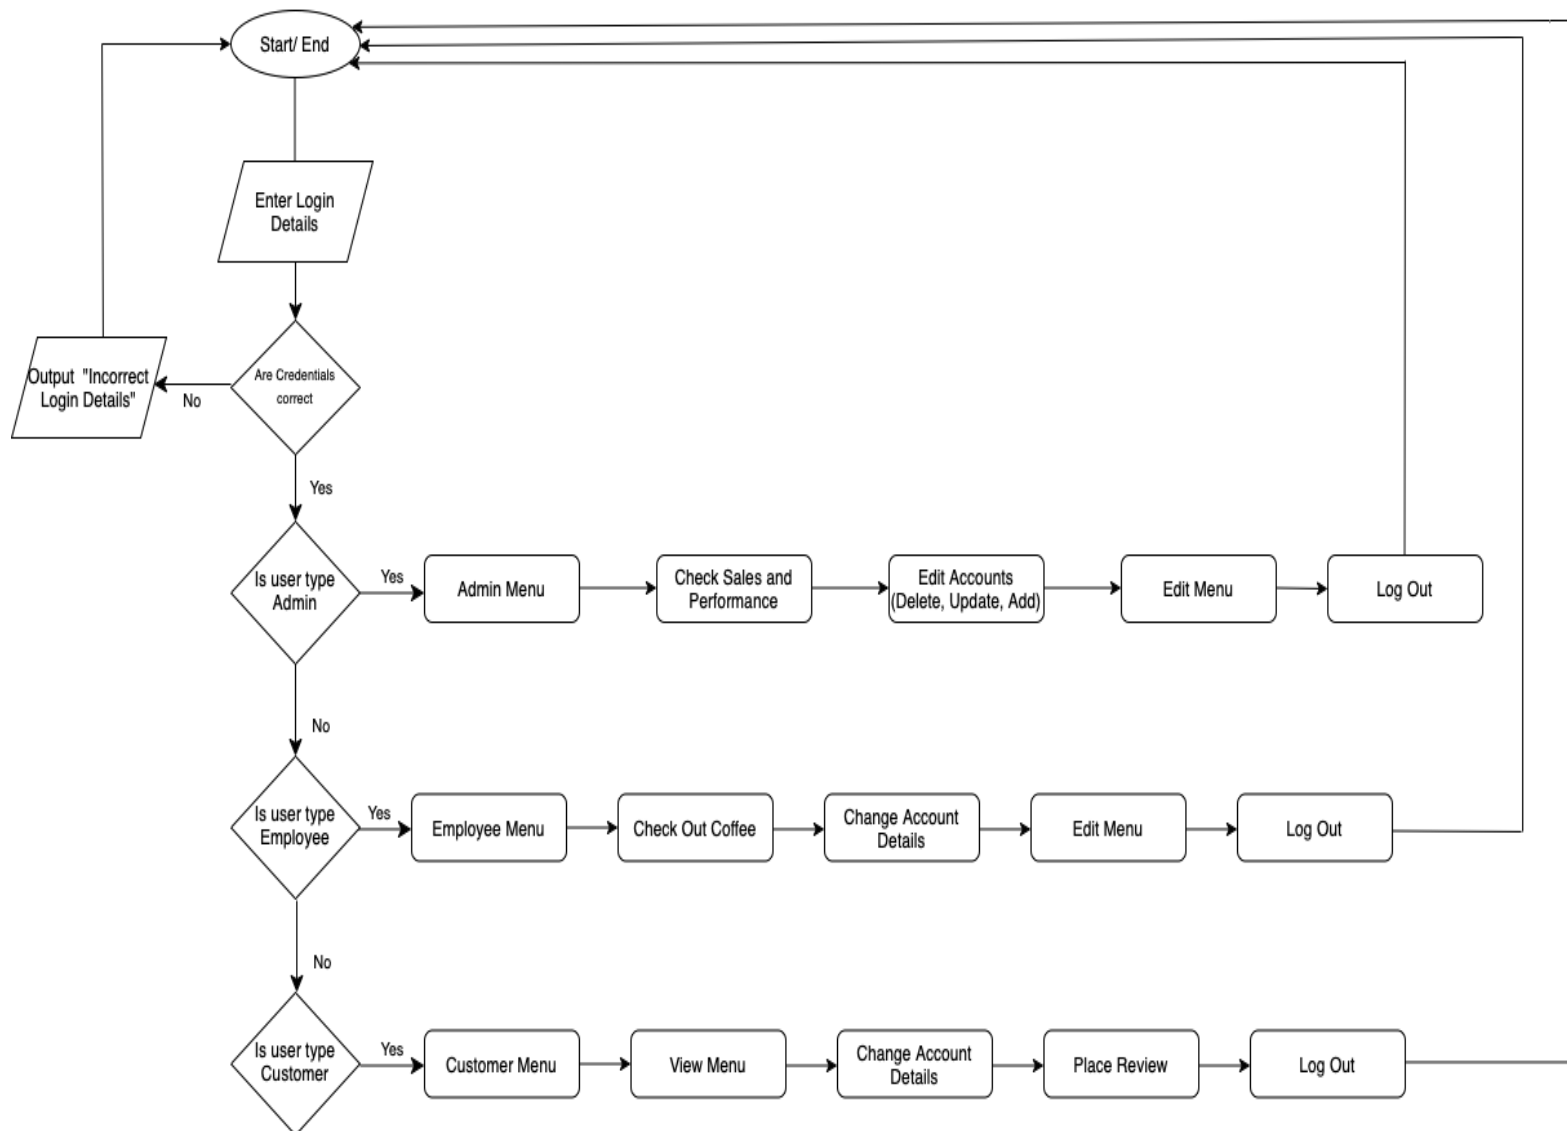 Start/ End
Enter Login
Details
Are Credentials
correct
Output "Incorrect
Login Details"
No
Yes
Is user type
Admin
Yes
Admin Menu
Check Sales and
Performance
Edit Accounts
(Delete, Update, Add)
Edit Menu
Log Out
No
Is user type
Employee
Yes
Employee Menu
Check Out Coffee
Change Account
Details
Edit Menu
Log Out
No
Is user type
Customer
Yes
Customer Menu
View Menu
Change Account
Details
Place Review
Log Out